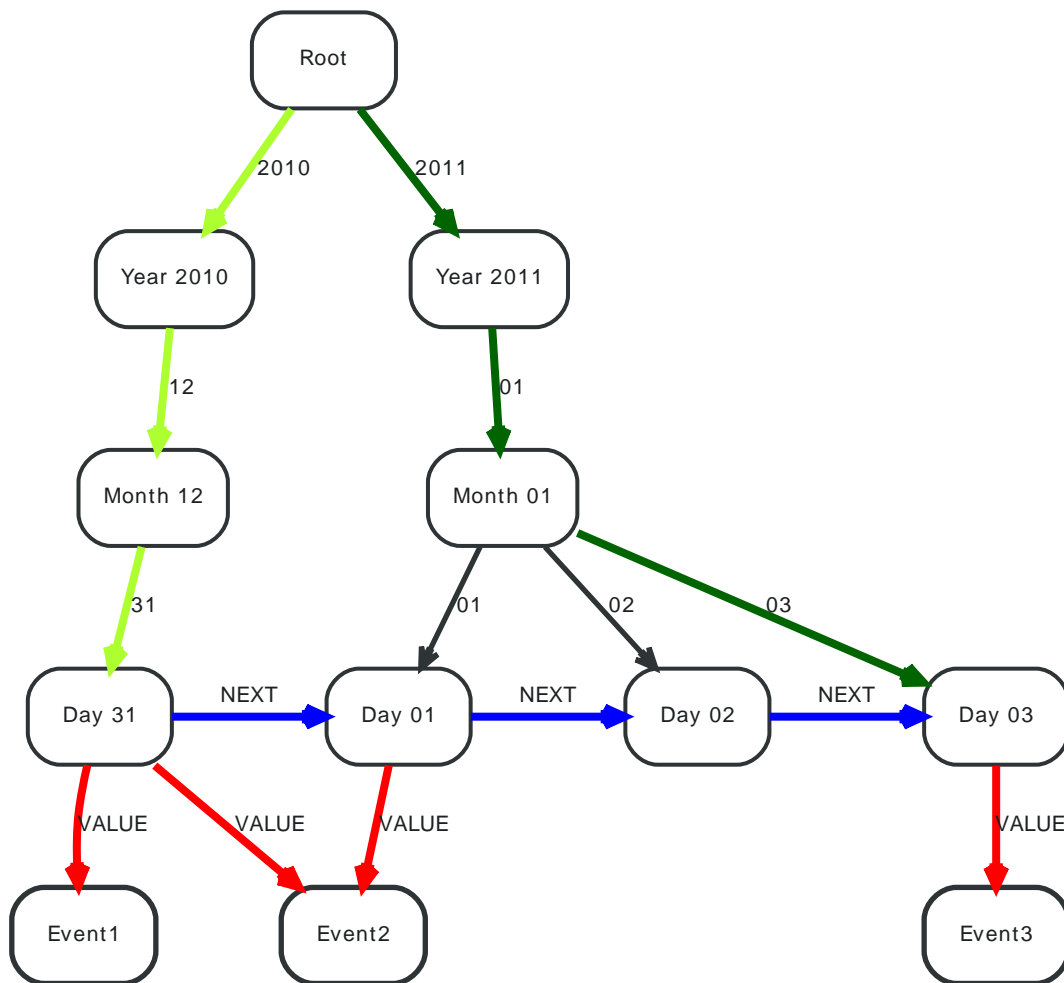 Root
2010
2011
Year 2010
Year 2011
12
01
Month 12
Month 01
31
01
02
03
Day 31
NEXT
Day 01
NEXT
Day 02
NEXT
Day 03
VALUE
VALUE
VALUE
VALUE
Event1
Event2
Event3